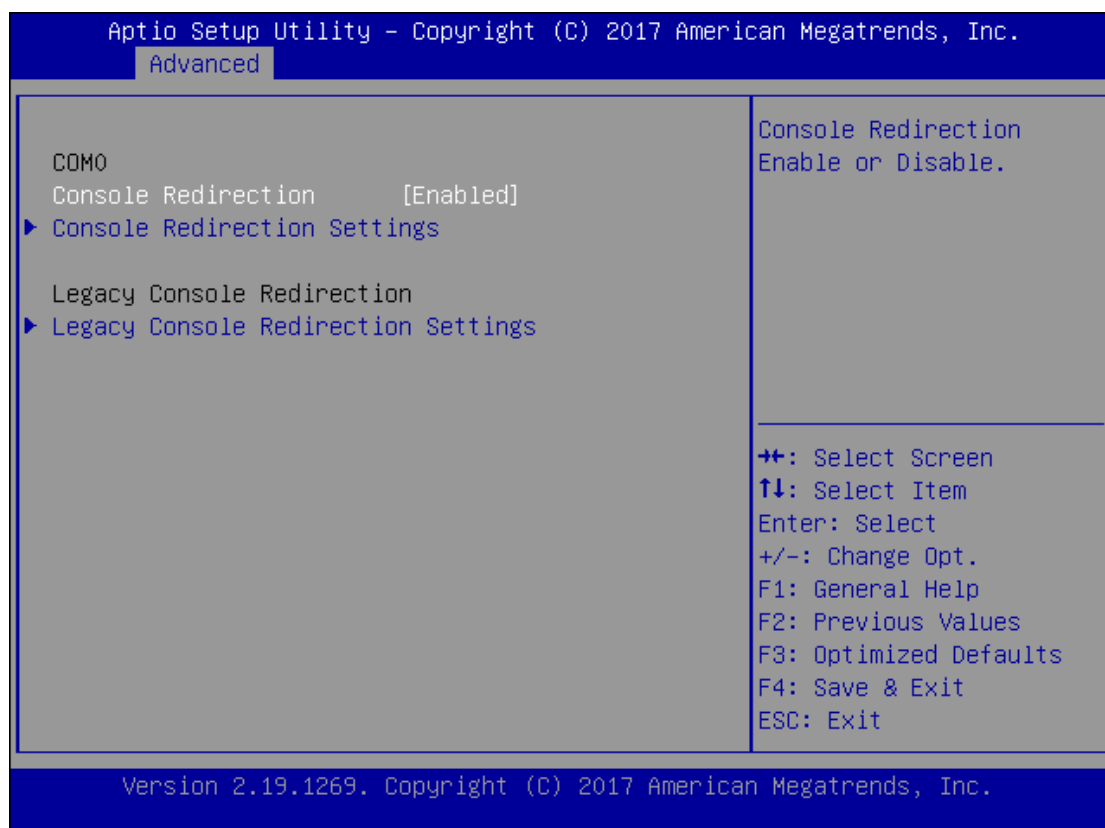 Aptio Setup Utility – Copyright (C) 2017 American Megatrends, Inc.
Advanced
COM0
Console Redirection [Enabled]
Console Redirection Settings
Legacy Console Redirection
Legacy Console Redirection Settings
Console Redirection
Enable or Disable.
→←: Select Screen
↑↓: Select Item
Enter: Select
+/-: Change Opt.
F1: General Help
F2: Previous Values
F3: Optimized Defaults
F4: Save & Exit
ESC: Exit
Version 2.19.1269. Copyright (C) 2017 American Megatrends, Inc.